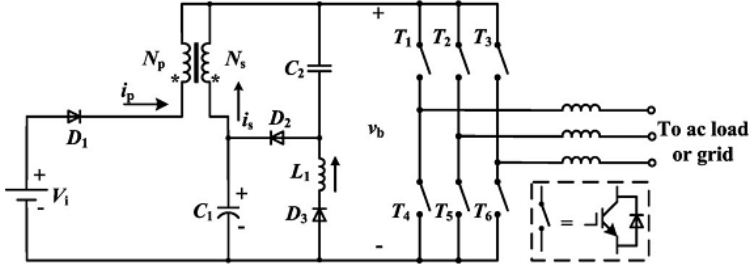 +
T1 T2 T3
Np Ns
* *
C2
ip
is D2
D1
vb
To ac load
or grid
+
Vi
-
L1
+
C1
-
D3
T4 T5 T6
=
-